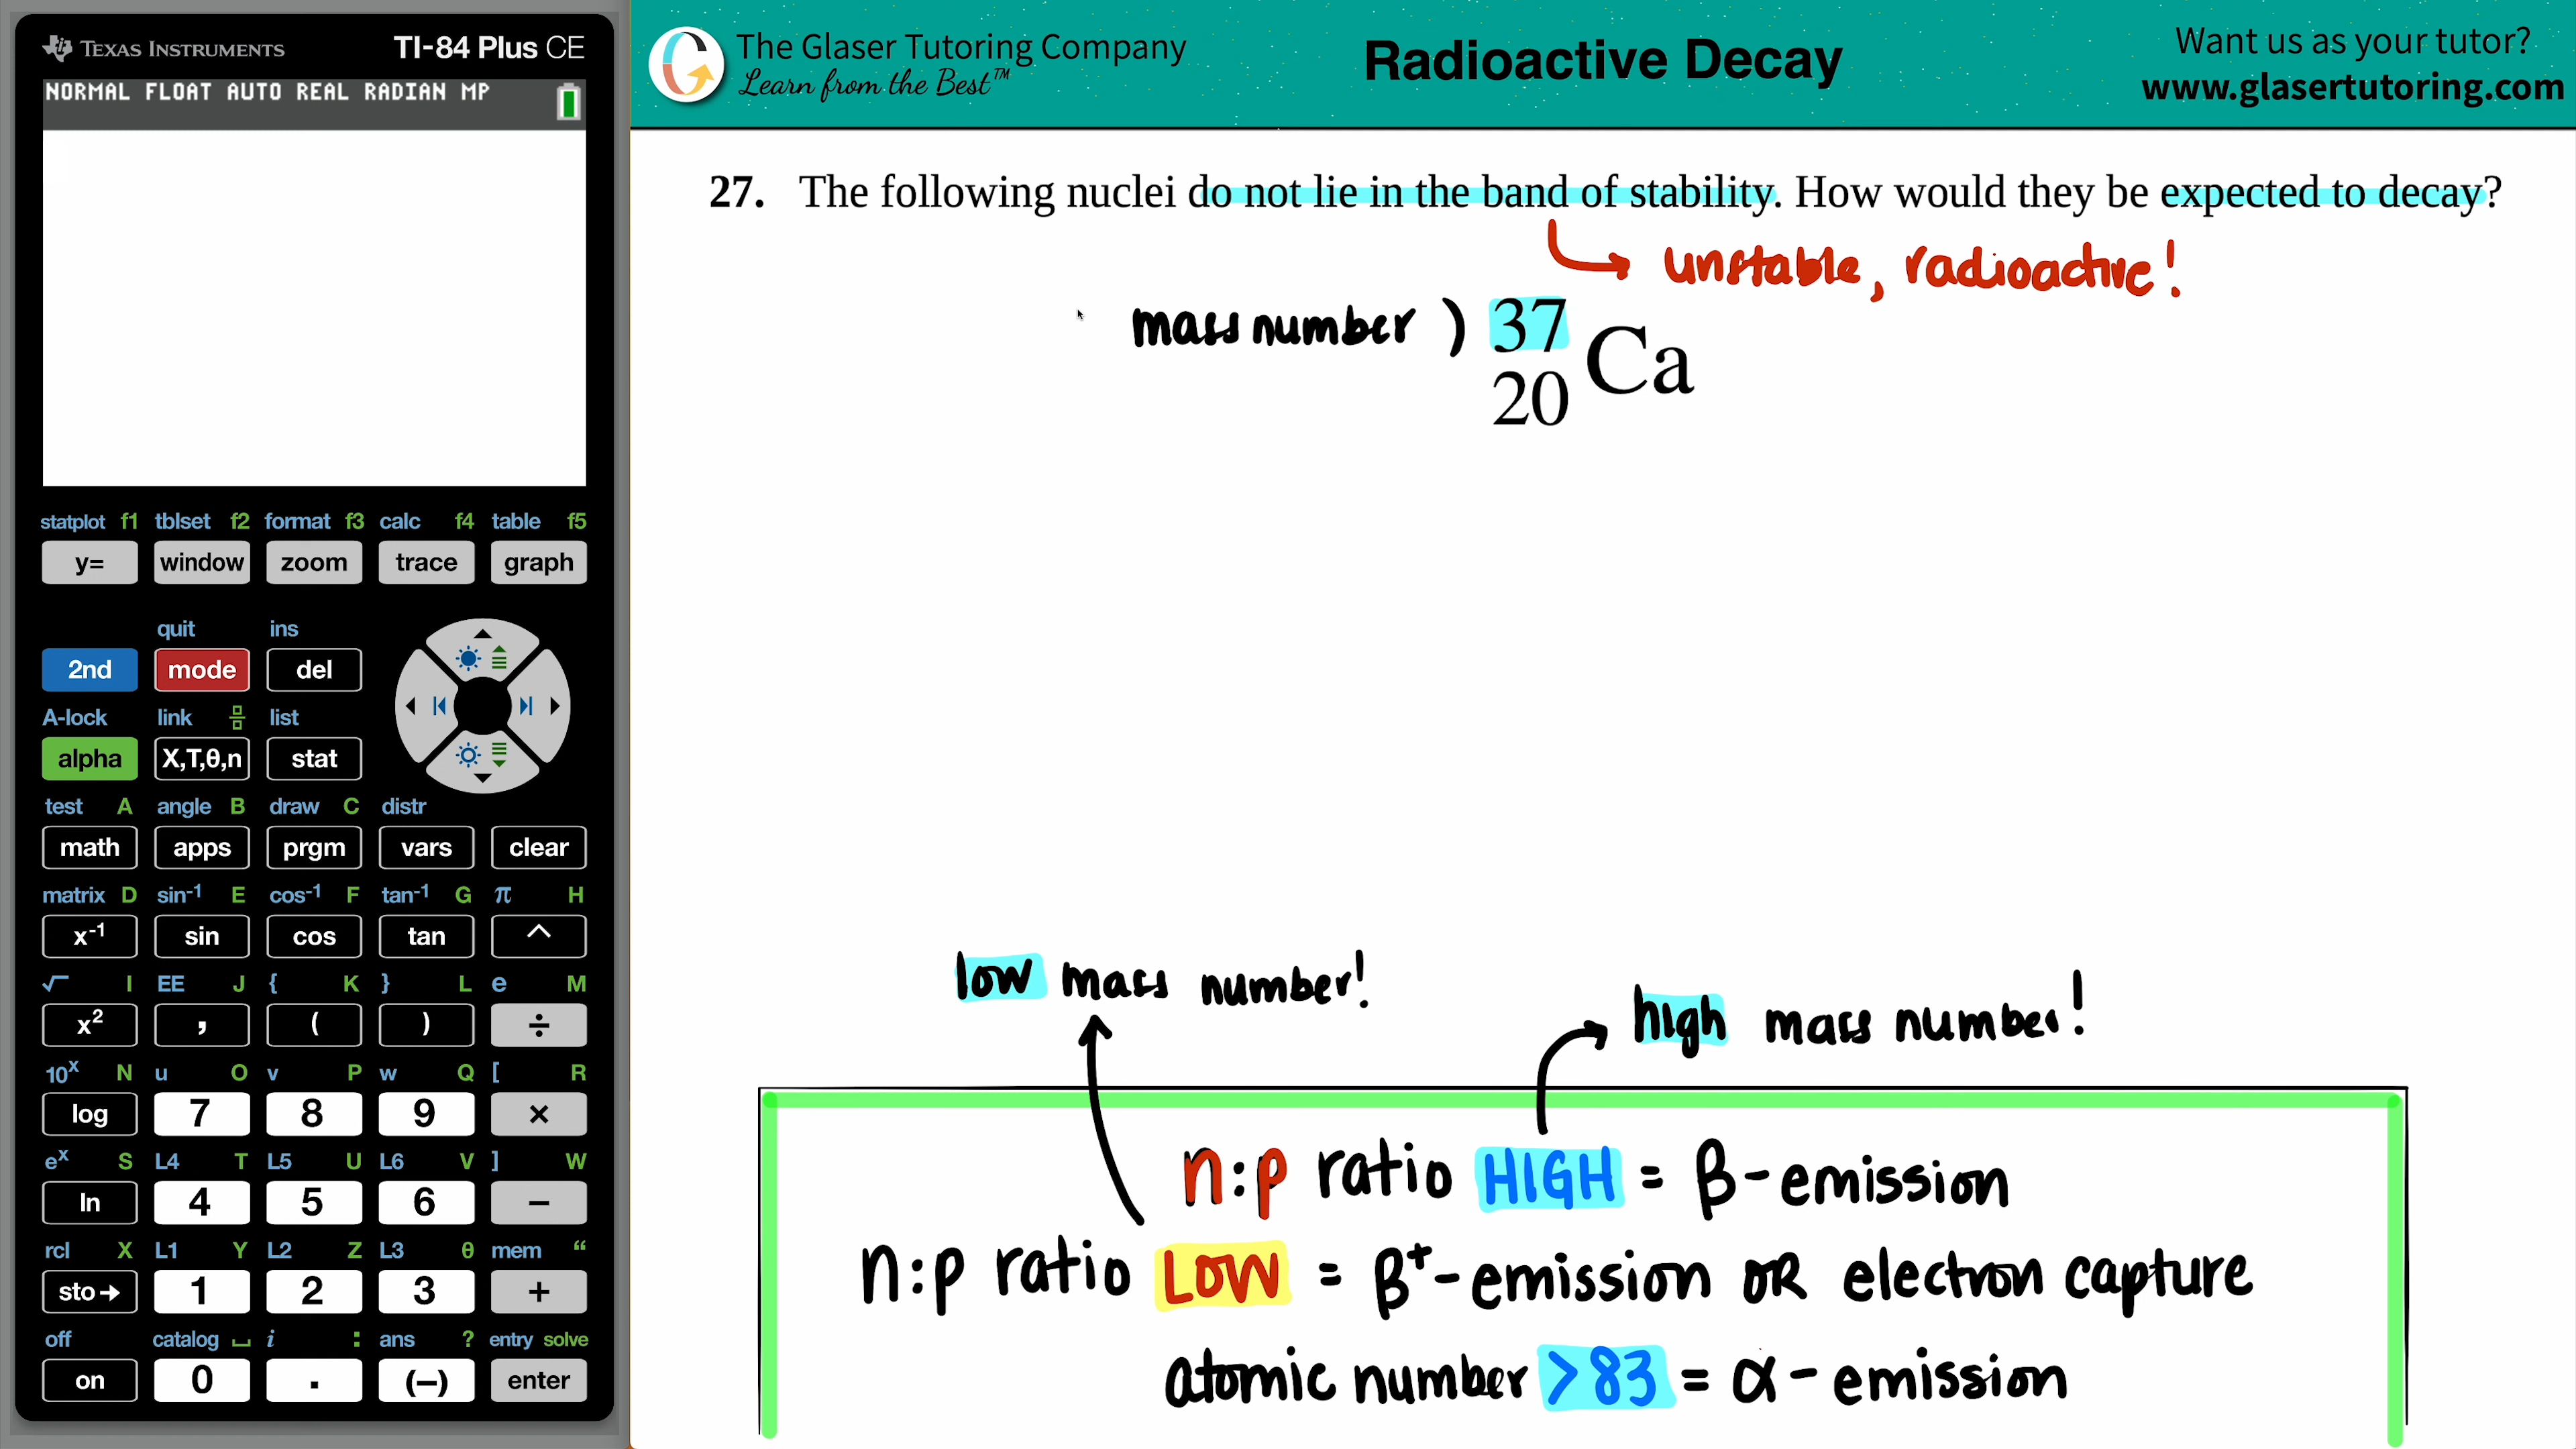 TEXAS INSTRUMENTS TI-84 Plus CE
NORMAL FLOAT AUTO REAL RADIAN MP
statplot f1 tblset f2 format f3 calc f4 table f5
y= window zoom trace graph
quit ins
2nd mode del
A-lock link list
alpha X,T,θ,n stat
test A angle B draw C distr
math apps prgm vars clear
matrix D sin⁻¹ E cos⁻¹ F tan⁻¹ G π H
x⁻¹ sin cos tan ^
√ I EE J { K } L e M
x² , ( ) ÷
10ˣ N u O v P w Q [ R
log 7 8 9 ×
eˣ S L4 T L5 U L6 V ] W
ln 4 5 6 −
rcl X L1 Y L2 Z L3 θ mem “
sto→ 1 2 3 +
off catalog ⎵ i : ans ? entry solve
on 0 . (−) enter
The Glaser Tutoring Company
Learn from the Best™
Radioactive Decay
Want us as your tutor?
www.glasertutoring.com
27. The following nuclei do not lie in the band of stability. How would they be expected to decay?
unstable, radioactive!
mass number ) 37
20 Ca
low mass number!
high mass number!
n:p ratio HIGH = β-emission
n:p ratio LOW = β⁺-emission OR electron capture
atomic number >83 = α-emission